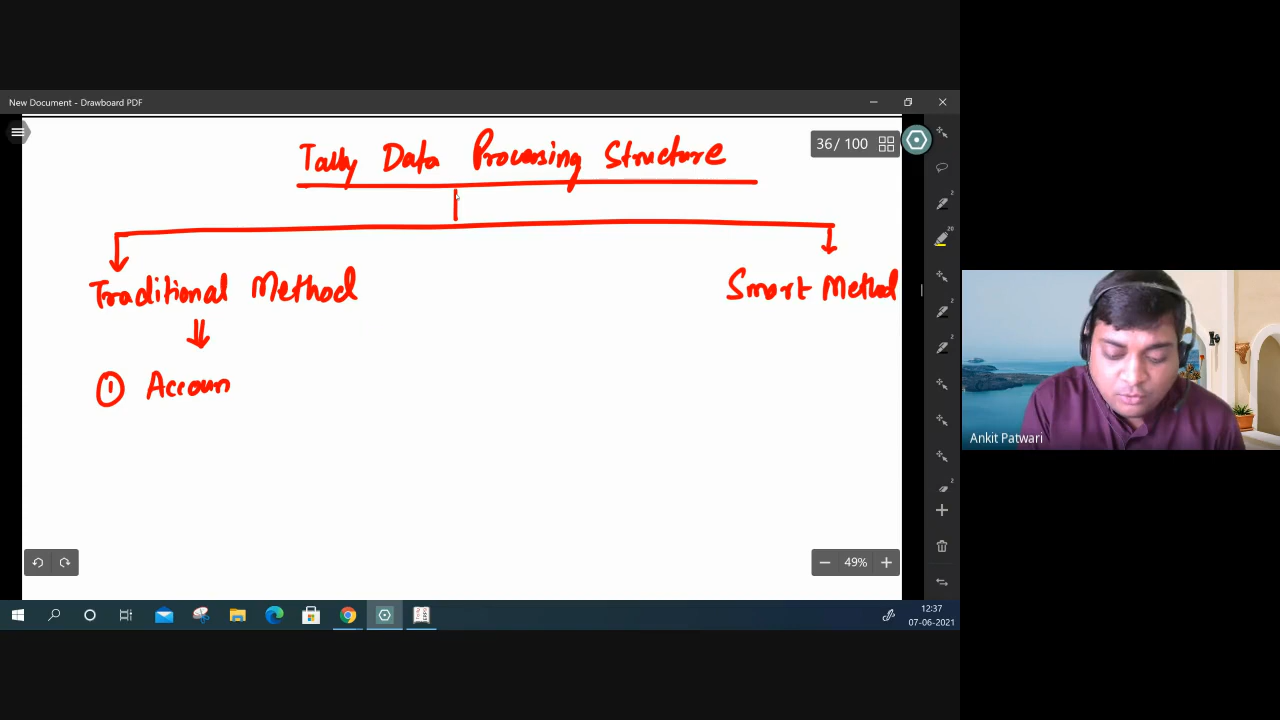 New Document - Drawboard PDF
36 / 100
Tally Data Processing Structure
Traditional Method
Smart Method
① Accoun
Ankit Patwari
49%
12:37
07-06-2021